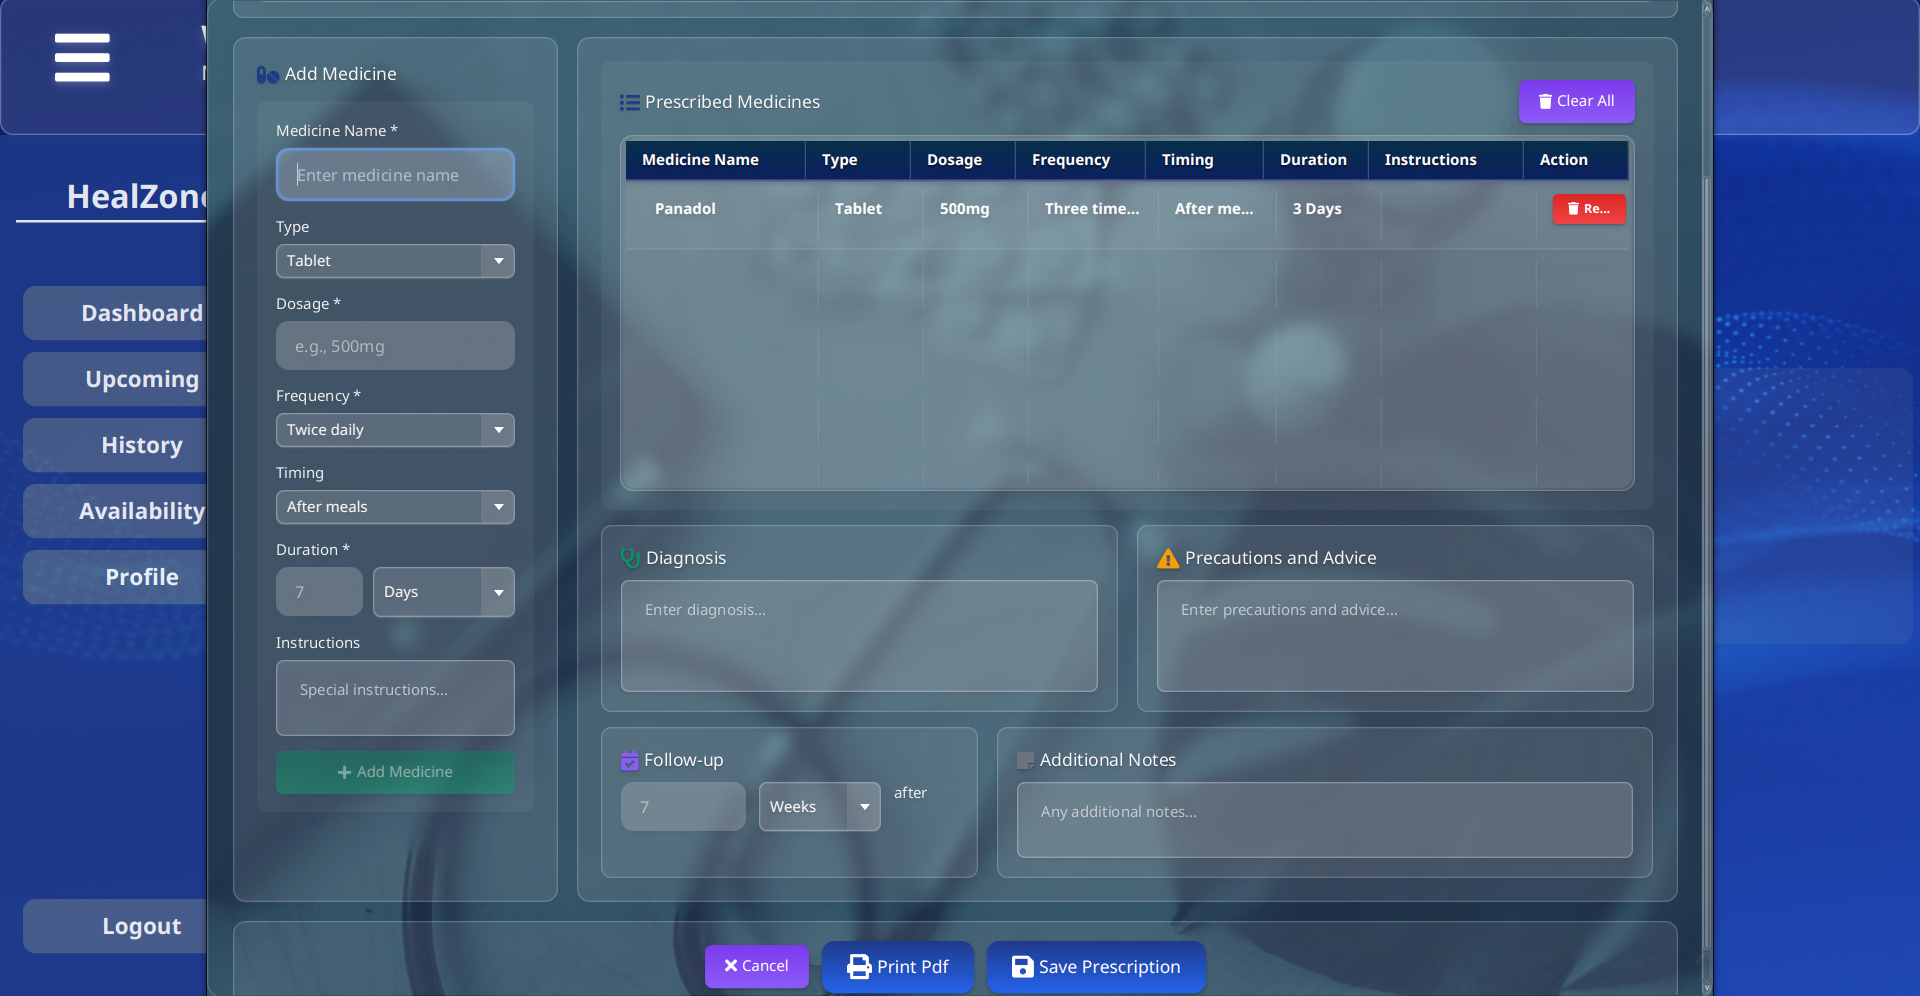 HealZone
Dashboard
Upcoming
History
Availability
Profile
Logout
Add Medicine
Medicine Name *
Enter medicine name
Type
Tablet
Dosage *
e.g., 500mg
Frequency *
Twice daily
Timing
After meals
Duration *
7 Days
Instructions
Special instructions...
Add Medicine
Prescribed Medicines
Clear All
Medicine Name Type Dosage Frequency Timing Duration Instructions Action
Panadol Tablet 500mg Three time... After me... 3 Days Re...
Diagnosis
Enter diagnosis...
Precautions and Advice
Enter precautions and advice...
Follow-up
7 Weeks after
Additional Notes
Any additional notes...
Cancel Print Pdf Save Prescription